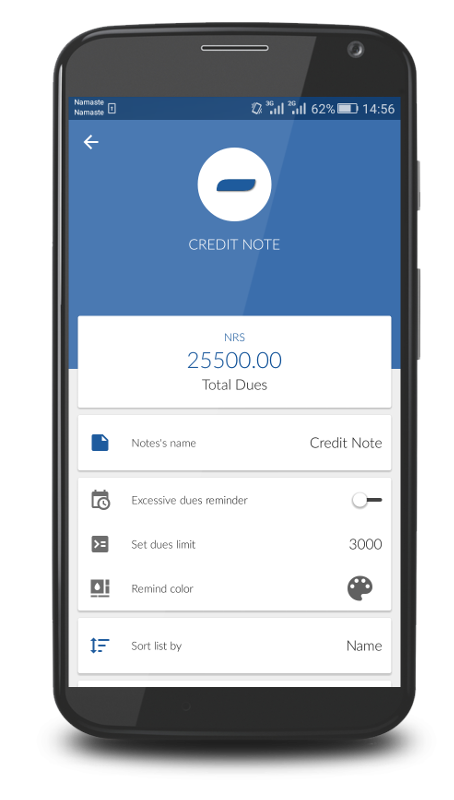 Namaste
Namaste
3G 2G 62% 14:56
CREDIT NOTE
NRS
25500.00
Total Dues
Notes's name Credit Note
Excessive dues reminder
Set dues limit 3000
Remind color
Sort list by Name